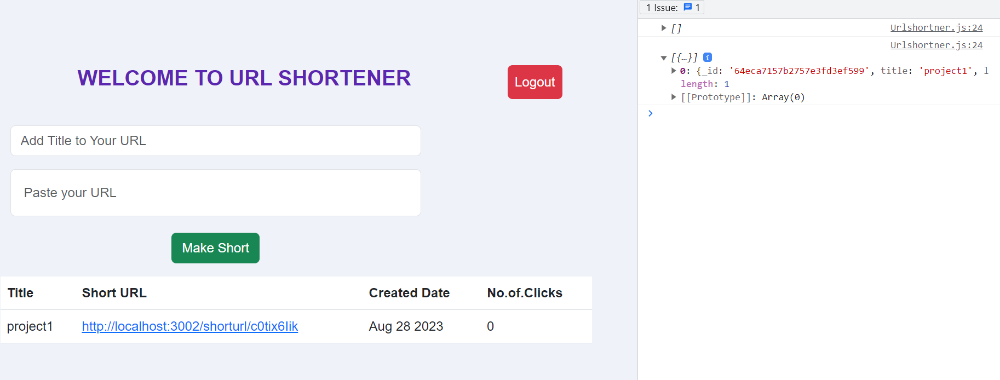 WELCOME TO URL SHORTENER
Logout
Add Title to Your URL
Paste your URL
Make Short
Title Short URL Created Date No.of.Clicks
project1 http://localhost:3002/shorturl/c0tix6Iik Aug 28 2023 0
1 Issue: 1
[] Urlshortner.js:24
Urlshortner.js:24
[{…}] i
0: {_id: '64eca7157b2757e3fd3ef599', title: 'project1', l
length: 1
[[Prototype]]: Array(0)